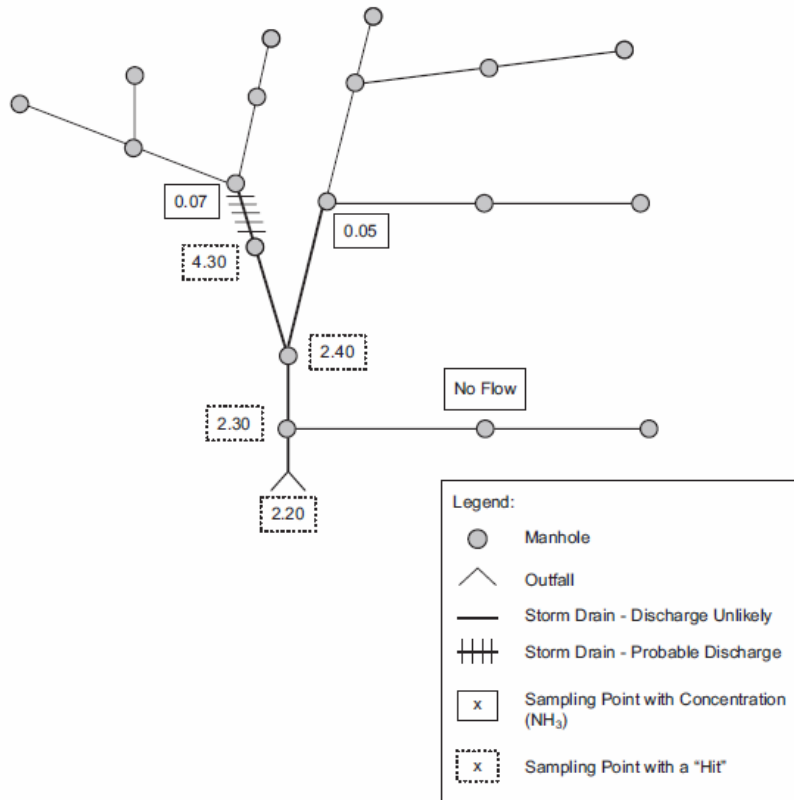 0.07
0.05
4.30
2.40
No Flow
2.30
2.20
Legend:
Manhole
Outfall
Storm Drain - Discharge Unlikely
Storm Drain - Probable Discharge
x
Sampling Point with Concentration
(NH₃)
x
Sampling Point with a “Hit”